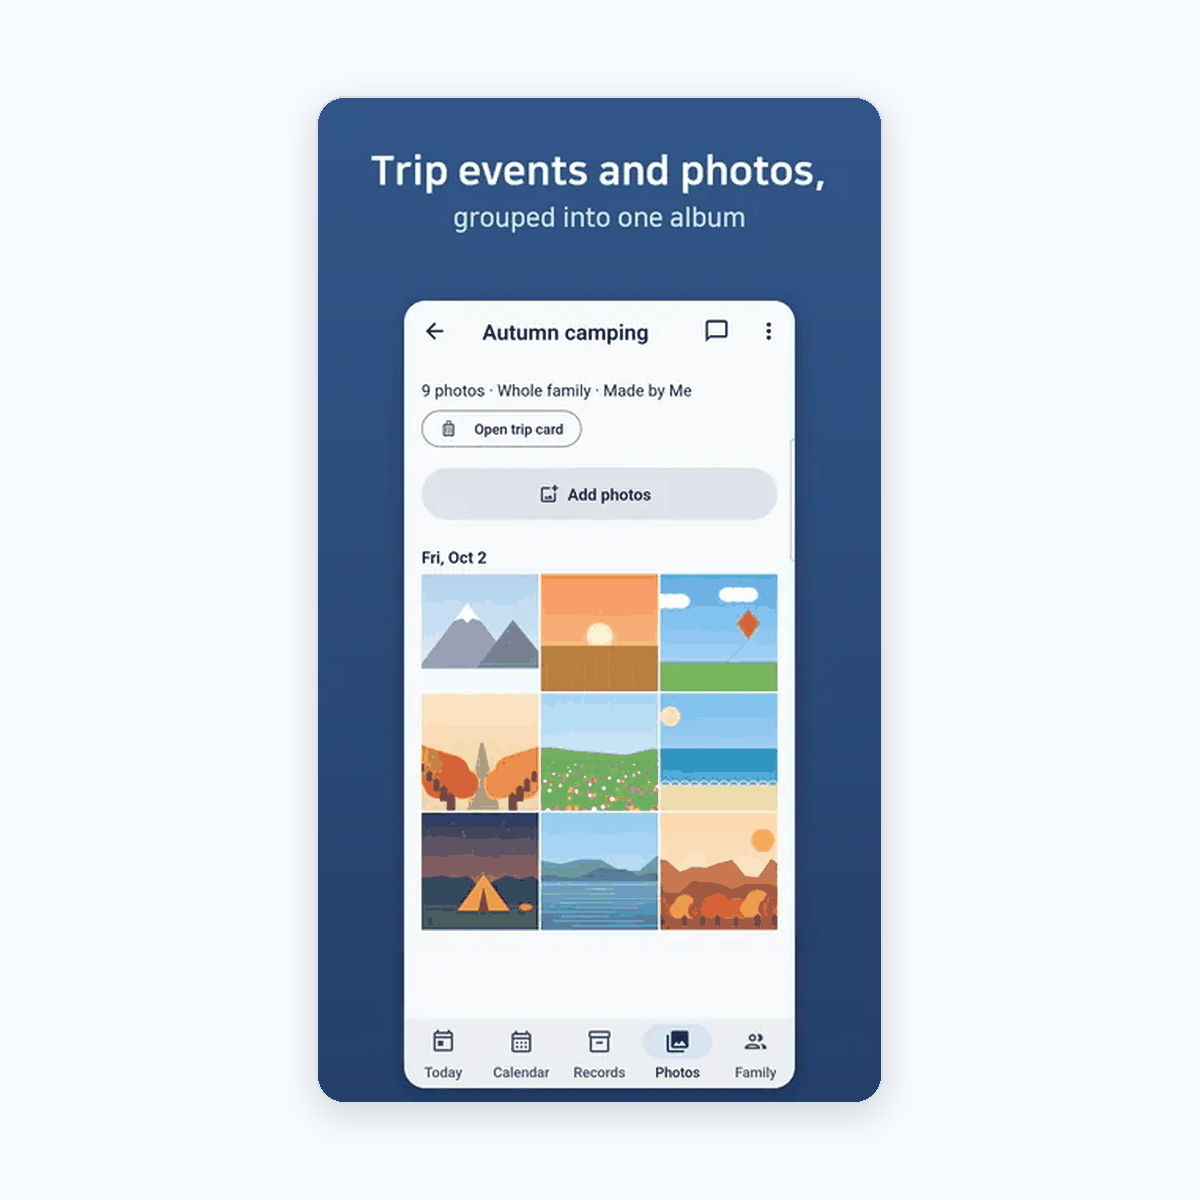 Trip events and photos,
grouped into one album
Autumn camping
9 photos · Whole family · Made by Me
Open trip card
Add photos
Fri, Oct 2
Today
Calendar
Records
Photos
Family